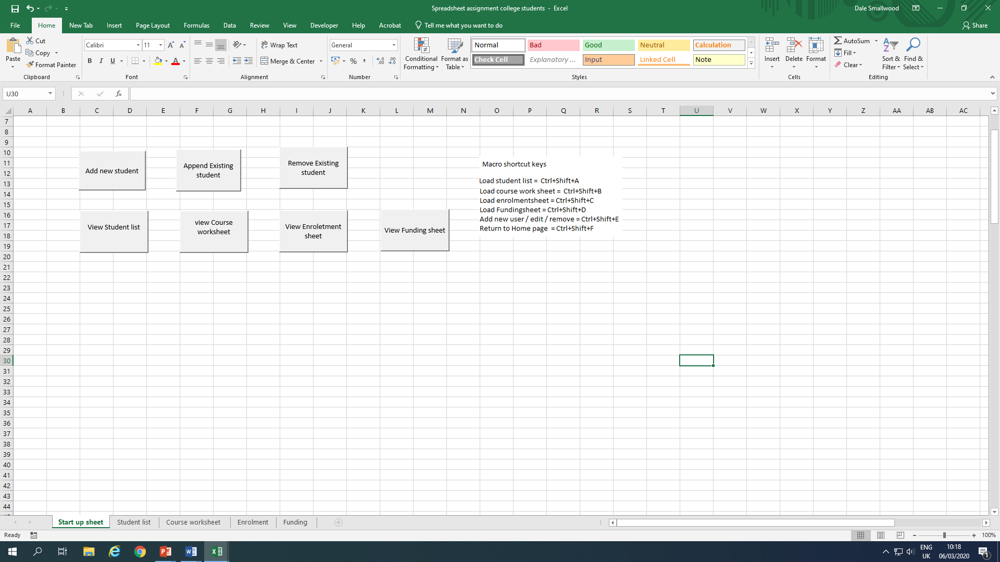 Spreadsheet assignment college students - Excel
Dale Smallwood
File Home New Tab Insert Page Layout Formulas Data Review View Developer Help Acrobat Tell me what you want to do Share
Paste
Cut
Copy
Format Painter
Clipboard
Calibri 11
B I U
Font
Wrap Text
Merge & Center
Alignment
General
Number
Conditional Formatting
Format as Table
Normal Bad Good Neutral Calculation
Check Cell Explanatory ... Input Linked Cell Note
Styles
Insert Delete Format
Cells
AutoSum
Fill
Clear
Sort & Filter
Find & Select
Editing
U30
fx
A B C D E F G H I J K L M N O P Q R S T U V W X Y Z AA AB AC
7
8
9
10
11
12
13
14
15
16
17
18
19
20
21
22
23
24
25
26
27
28
29
30
31
32
33
34
35
36
37
38
39
40
41
42
43
44
Add new student
Append Existing
student
Remove Existing
student
View Student list
view Course
worksheet
View Enroletment
sheet
View Funding sheet
Macro shortcut keys
Load student list = Ctrl+Shift+A
Load course work sheet = Ctrl+Shift+B
Load enrolmentsheet = Ctrl+Shift+C
Load Fundingsheet = Ctrl+Shift+D
Add new user / edit / remove = Ctrl+Shift+E
Return to Home page = Ctrl+Shift+F
Start up sheet Student list Course worksheet Enrolment Funding
Ready
100%
ENG
UK
10:18
06/03/2020
1